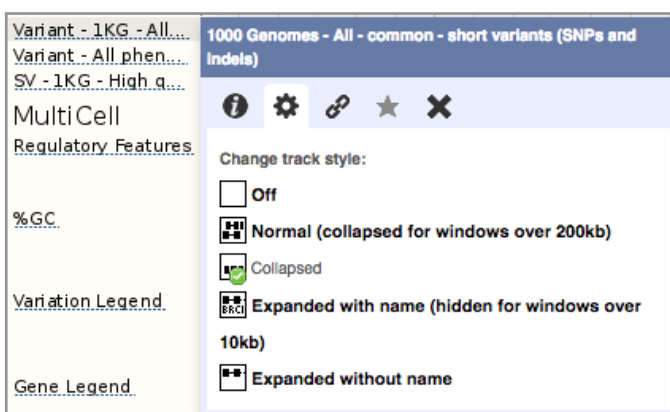 Variant - 1KG - All...
Variant - All phen...
SV - 1KG - High q...
MultiCell
Regulatory Features
%GC
Variation Legend
Gene Legend
1000 Genomes - All - common - short variants (SNPs and
Indels)
Change track style:
Off
Normal (collapsed for windows over 200kb)
Collapsed
BRCI
Expanded with name (hidden for windows over
10kb)
Expanded without name